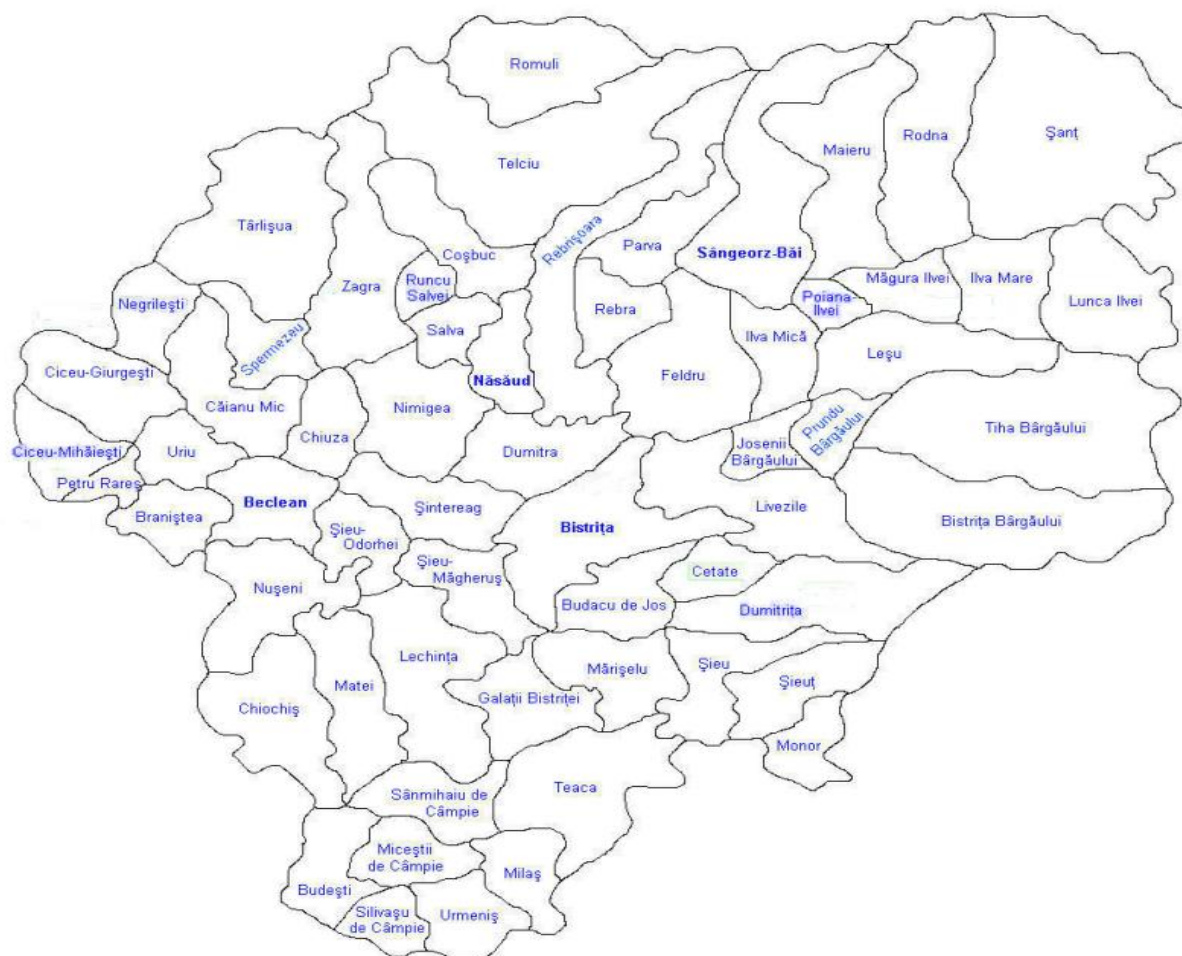 Romuli
Telciu
Maieru
Rodna
Şanţ
Târlişua
Rebrişoara
Parva
Sângeorz-Băi
Coşbuc
Zagra
Runcu
Salvei
Negrileşti
Rebra
Măgura Ilvei
Ilva Mare
Lunca Ilvei
Poiana-
Ilvei
Salva
Ilva Mică
Spermezeu
Leşu
Ciceu-Giurgeşti
Năsăud
Feldru
Căianu Mic
Nimigea
Chiuza
Prundu
Bârgăului
Tiha Bârgăului
Ciceu-Mihăieşti
Uriu
Dumitra
Josenii
Bârgăului
Petru Rareş
Beclean
Şintereag
Livezile
Braniştea
Bistriţa
Bistriţa Bârgăului
Şieu-
Odorhei
Şieu-
Măgheruş
Cetate
Nuşeni
Budacu de Jos
Dumitriţa
Lechinţa
Mărişelu
Şieu
Matei
Şieuţ
Chiochiş
Galaţii Bistriţei
Monor
Teaca
Sânmihaiu de
Câmpie
Miceştii
de Câmpie
Milaş
Budeşti
Silivaşu
de Câmpie
Urmeniş